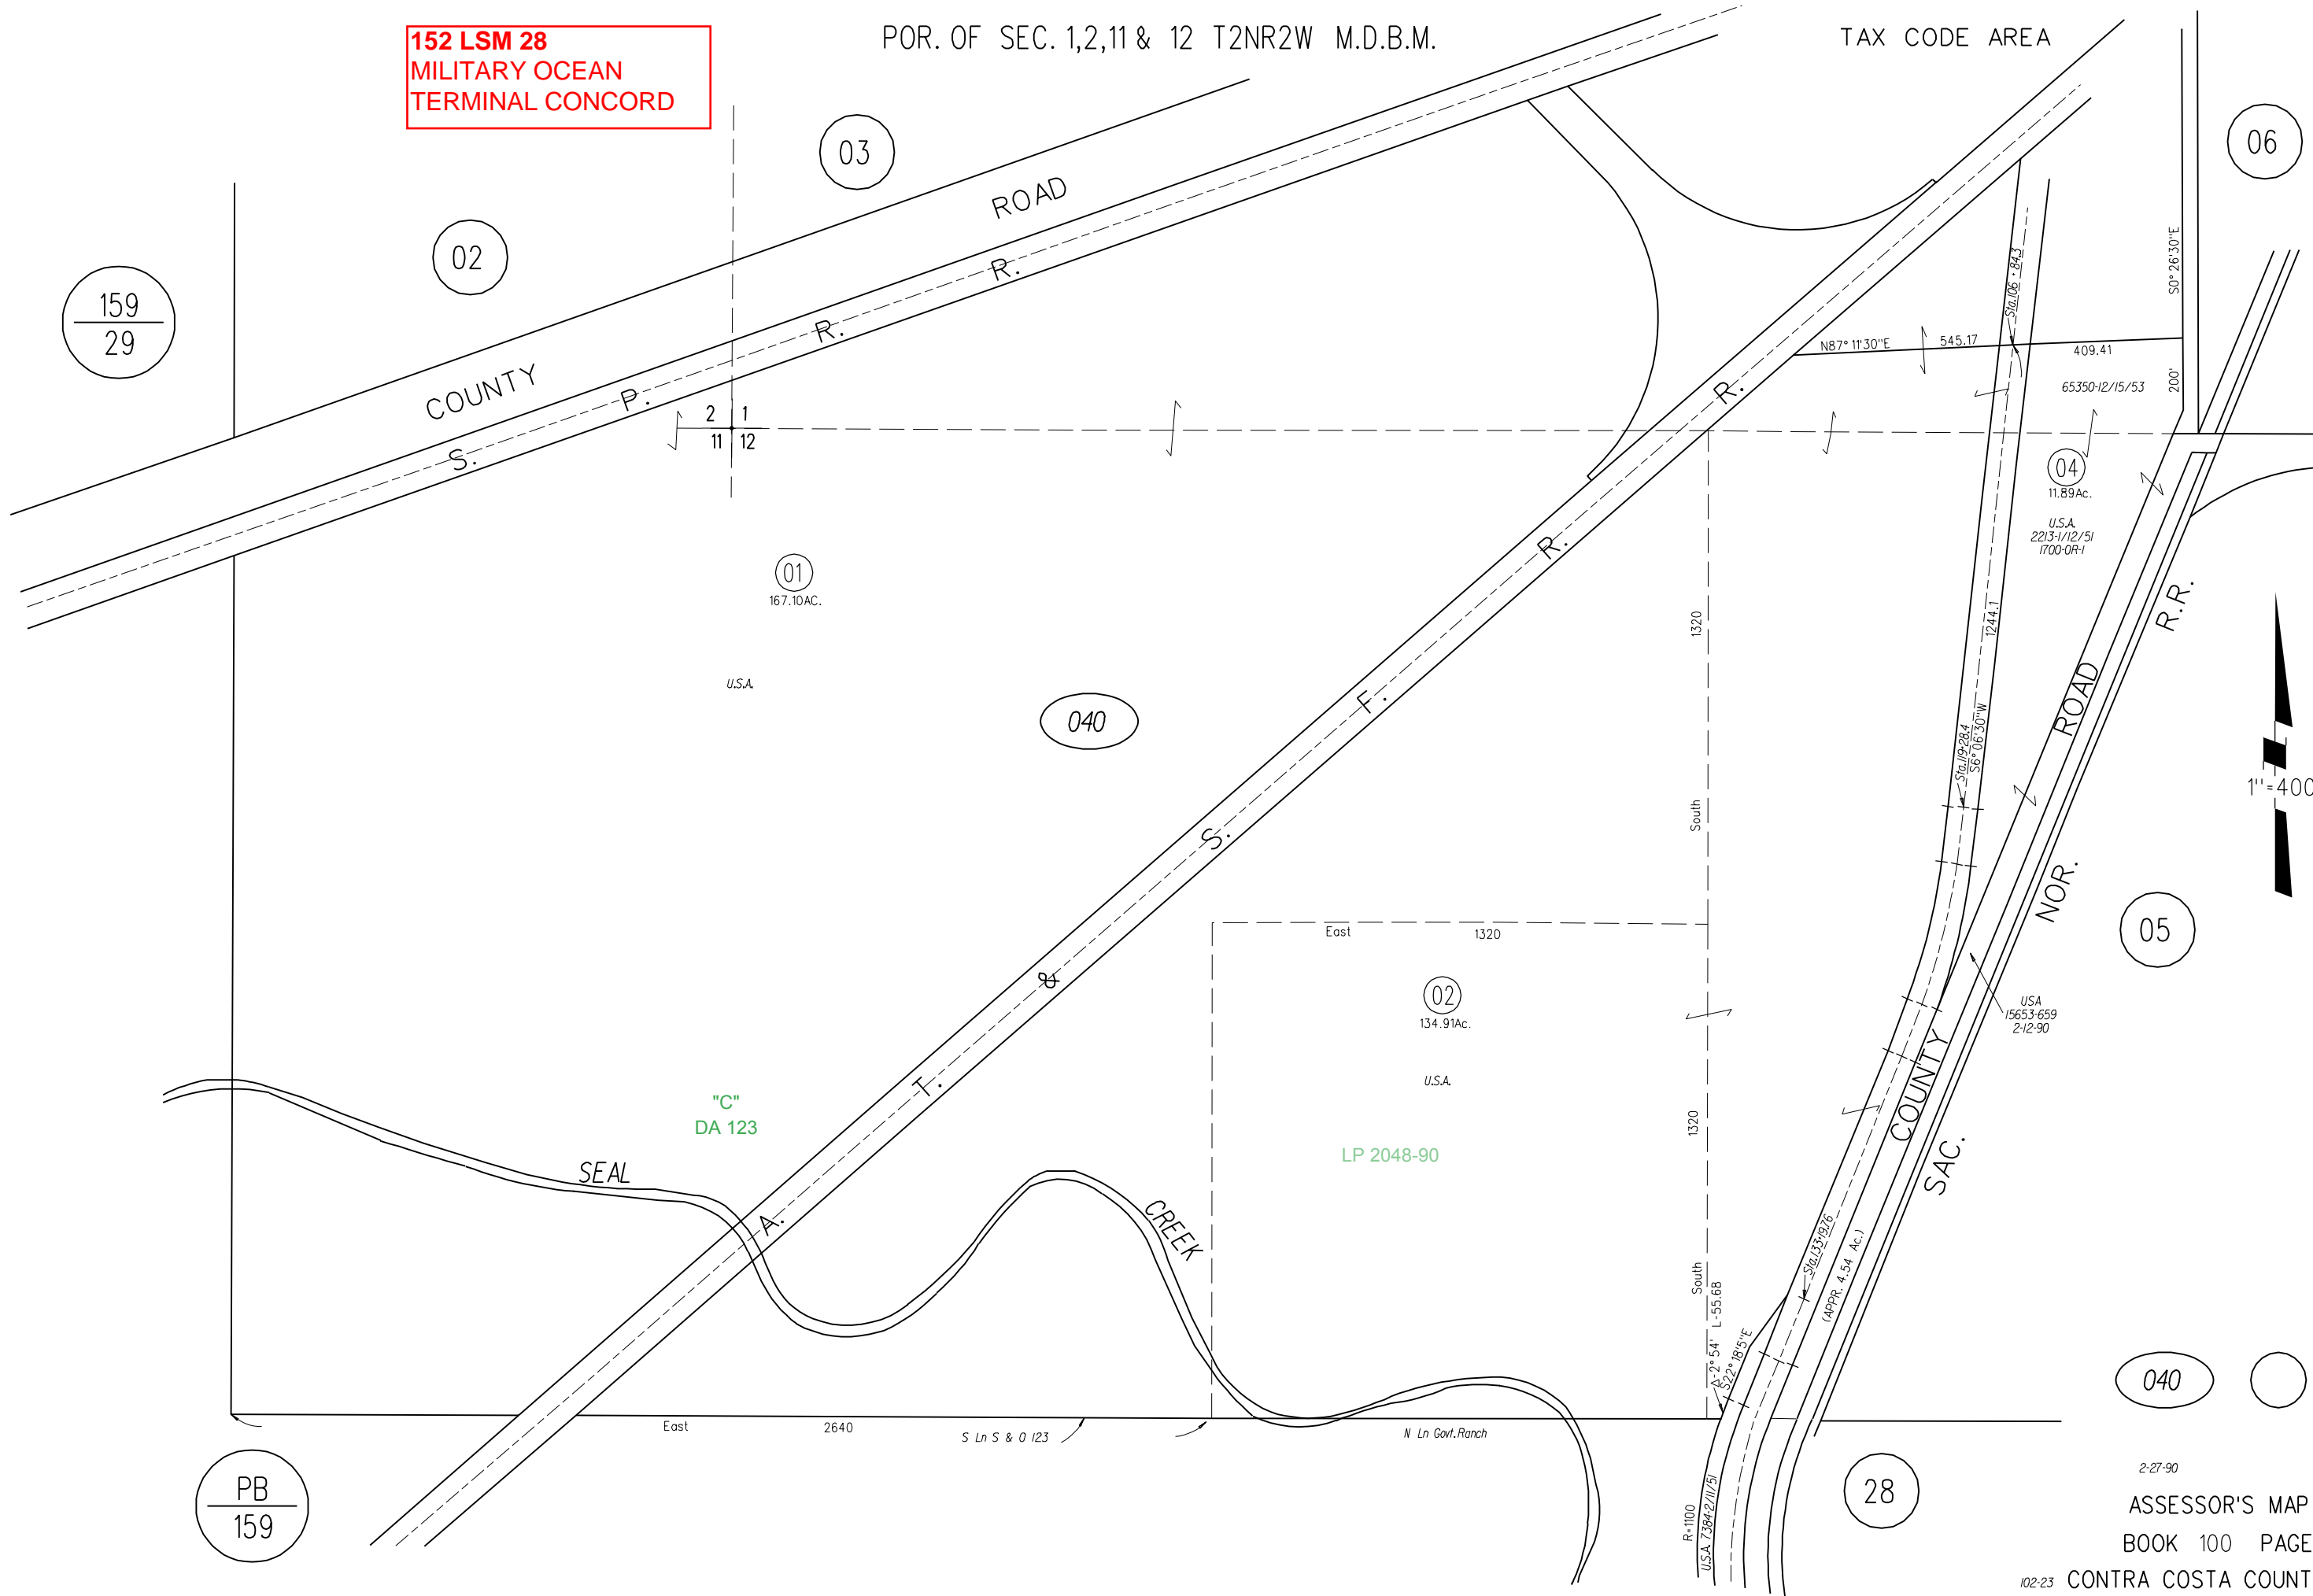 152 LSM 28
MILITARY OCEAN
TERMINAL CONCORD
POR. OF SEC. 1,2,11 & 12 T2NR2W M.D.B.M.
TAX CODE AREA
03
06
02
159
29
COUNTY ROAD
S. P. R. R.
2 1
11 12
S0° 26'30"E
200'
Sta.106 + 84.3
N87° 11'30"E 545.17
409.41
65350-12/15/53
04
11.89Ac.
U.S.A.
2213-1/12/51
1700-OR-1
01
167.10AC.
U.S.A.
040
A. T. & S. F. R. R.
1320
South
1244.1
Sta.119+28.4
S6° 06'30"W
COUNTY ROAD
SAC. NOR. R.R.
1"=400
05
East 1320
02
134.91Ac.
U.S.A.
LP 2048-90
1320
South
USA
15653-659
2-12-90
"C"
DA 123
SEAL CREEK
Sta.133+19.76
(APPR. 4.54 Ac.)
Δ-2° 54' L-55.68
S22° 18'5"E
East 2640
S Ln S & O 123
N Ln Govt.Ranch
R=1100
U.S.A. 7384-2/11/51
PB
159
28
040
2-27-90
ASSESSOR'S MAP
BOOK 100 PAGE
102-23 CONTRA COSTA COUNT